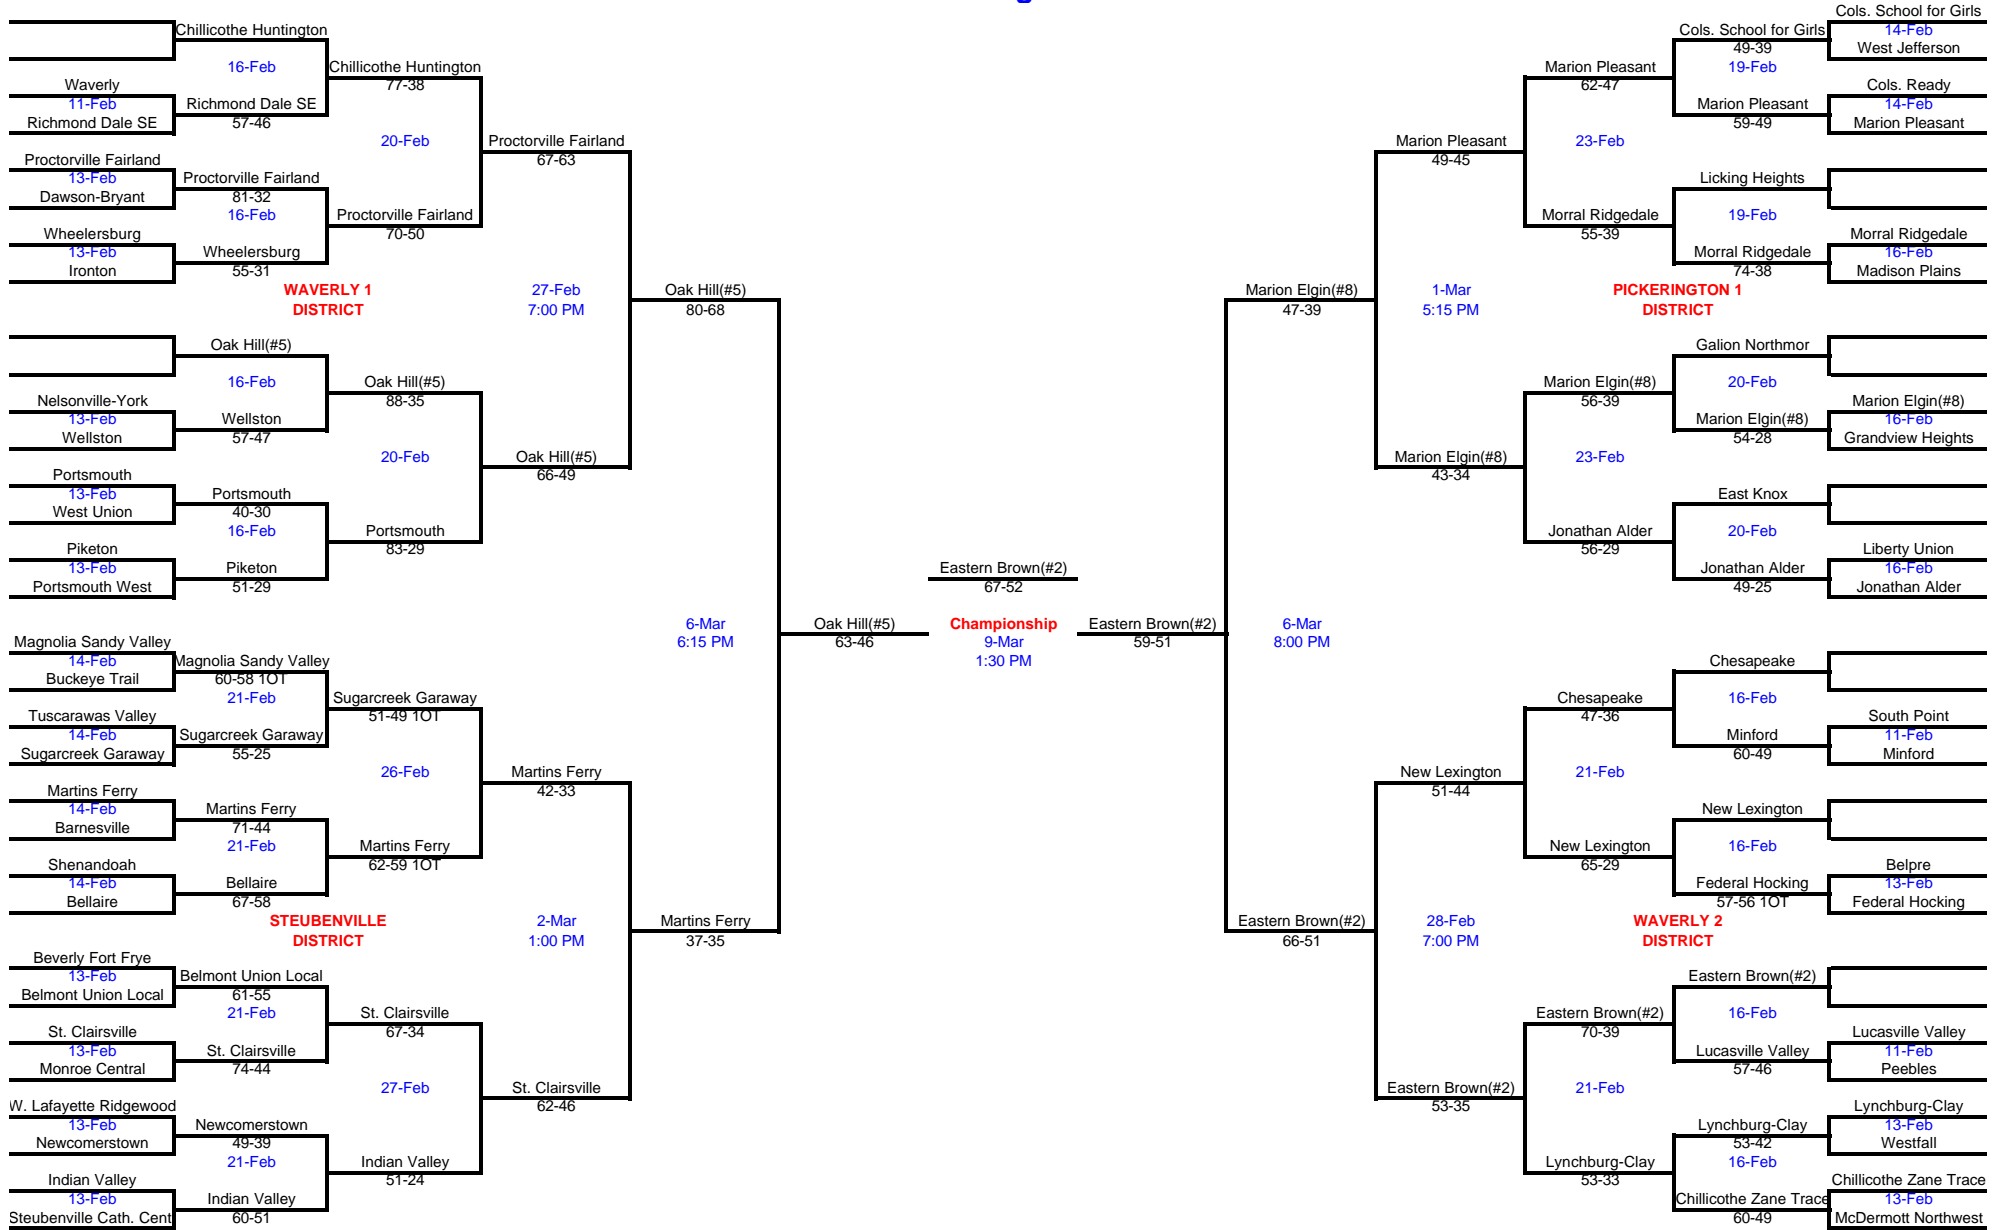 Chillicothe Huntington
16-Feb
Chillicothe Huntington
77-38
Waverly
11-Feb
Richmond Dale SE
Richmond Dale SE
57-46
20-Feb
Proctorville Fairland
67-63
Proctorville Fairland
13-Feb
Dawson-Bryant
Proctorville Fairland
81-32
16-Feb
Proctorville Fairland
70-50
Wheelersburg
13-Feb
Ironton
Wheelersburg
55-31
WAVERLY 1
DISTRICT
27-Feb
7:00 PM
Oak Hill(#5)
80-68
Oak Hill(#5)
16-Feb
Oak Hill(#5)
88-35
Nelsonville-York
13-Feb
Wellston
Wellston
57-47
20-Feb
Oak Hill(#5)
66-49
Portsmouth
13-Feb
West Union
Portsmouth
40-30
16-Feb
Portsmouth
83-29
Piketon
13-Feb
Portsmouth West
Piketon
51-29
6-Mar
6:15 PM
Oak Hill(#5)
63-46
Magnolia Sandy Valley
14-Feb
Buckeye Trail
Magnolia Sandy Valley
60-58 1OT
21-Feb
Sugarcreek Garaway
51-49 1OT
Tuscarawas Valley
14-Feb
Sugarcreek Garaway
Sugarcreek Garaway
55-25
26-Feb
Martins Ferry
42-33
Martins Ferry
14-Feb
Barnesville
Martins Ferry
71-44
21-Feb
Martins Ferry
62-59 1OT
Shenandoah
14-Feb
Bellaire
Bellaire
67-58
STEUBENVILLE
DISTRICT
2-Mar
1:00 PM
Martins Ferry
37-35
Beverly Fort Frye
13-Feb
Belmont Union Local
Belmont Union Local
61-55
21-Feb
St. Clairsville
67-34
St. Clairsville
13-Feb
Monroe Central
St. Clairsville
74-44
27-Feb
St. Clairsville
62-46
W. Lafayette Ridgewood
13-Feb
Newcomerstown
Newcomerstown
49-39
21-Feb
Indian Valley
51-24
Indian Valley
13-Feb
Steubenville Cath. Cent
Indian Valley
60-51
Eastern Brown(#2)
67-52
Championship
9-Mar
1:30 PM
Eastern Brown(#2)
59-51
6-Mar
8:00 PM
Cols. School for Girls
14-Feb
West Jefferson
Cols. School for Girls
49-39
19-Feb
Marion Pleasant
62-47
Cols. Ready
14-Feb
Marion Pleasant
Marion Pleasant
59-49
23-Feb
Marion Pleasant
49-45
Licking Heights
19-Feb
Morral Ridgedale
55-39
Morral Ridgedale
16-Feb
Madison Plains
Morral Ridgedale
74-38
PICKERINGTON 1
DISTRICT
1-Mar
5:15 PM
Marion Elgin(#8)
47-39
Galion Northmor
20-Feb
Marion Elgin(#8)
56-39
Marion Elgin(#8)
16-Feb
Grandview Heights
Marion Elgin(#8)
54-28
23-Feb
Marion Elgin(#8)
43-34
East Knox
20-Feb
Jonathan Alder
56-29
Liberty Union
16-Feb
Jonathan Alder
Jonathan Alder
49-25
Chesapeake
16-Feb
Chesapeake
47-36
South Point
11-Feb
Minford
Minford
60-49
21-Feb
New Lexington
51-44
New Lexington
16-Feb
New Lexington
65-29
Belpre
13-Feb
Federal Hocking
Federal Hocking
57-56 1OT
WAVERLY 2
DISTRICT
28-Feb
7:00 PM
Eastern Brown(#2)
66-51
Eastern Brown(#2)
16-Feb
Eastern Brown(#2)
70-39
Lucasville Valley
11-Feb
Peebles
Lucasville Valley
57-46
21-Feb
Eastern Brown(#2)
53-35
Lynchburg-Clay
13-Feb
Westfall
Lynchburg-Clay
53-42
16-Feb
Lynchburg-Clay
53-33
Chillicothe Zane Trace
13-Feb
McDermott Northwest
Chillicothe Zane Trace
60-49